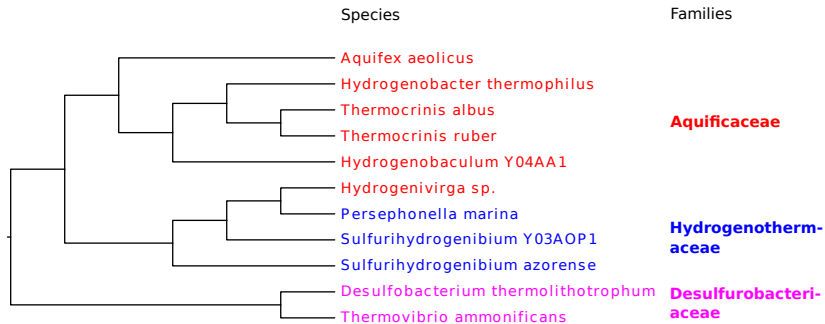 Species Families
Aquifex aeolicus
Hydrogenobacter thermophilus
Thermocrinis albus
Aquificaceae
Thermocrinis ruber
Hydrogenobaculum Y04AA1
Hydrogenivirga sp.
Persephonella marina
Hydrogenotherm-
aceae
Sulfurihydrogenibium Y03AOP1
Sulfurihydrogenibium azorense
Desulfobacterium thermolithotrophum
Desulfurobacteri-
aceae
Thermovibrio ammonificans